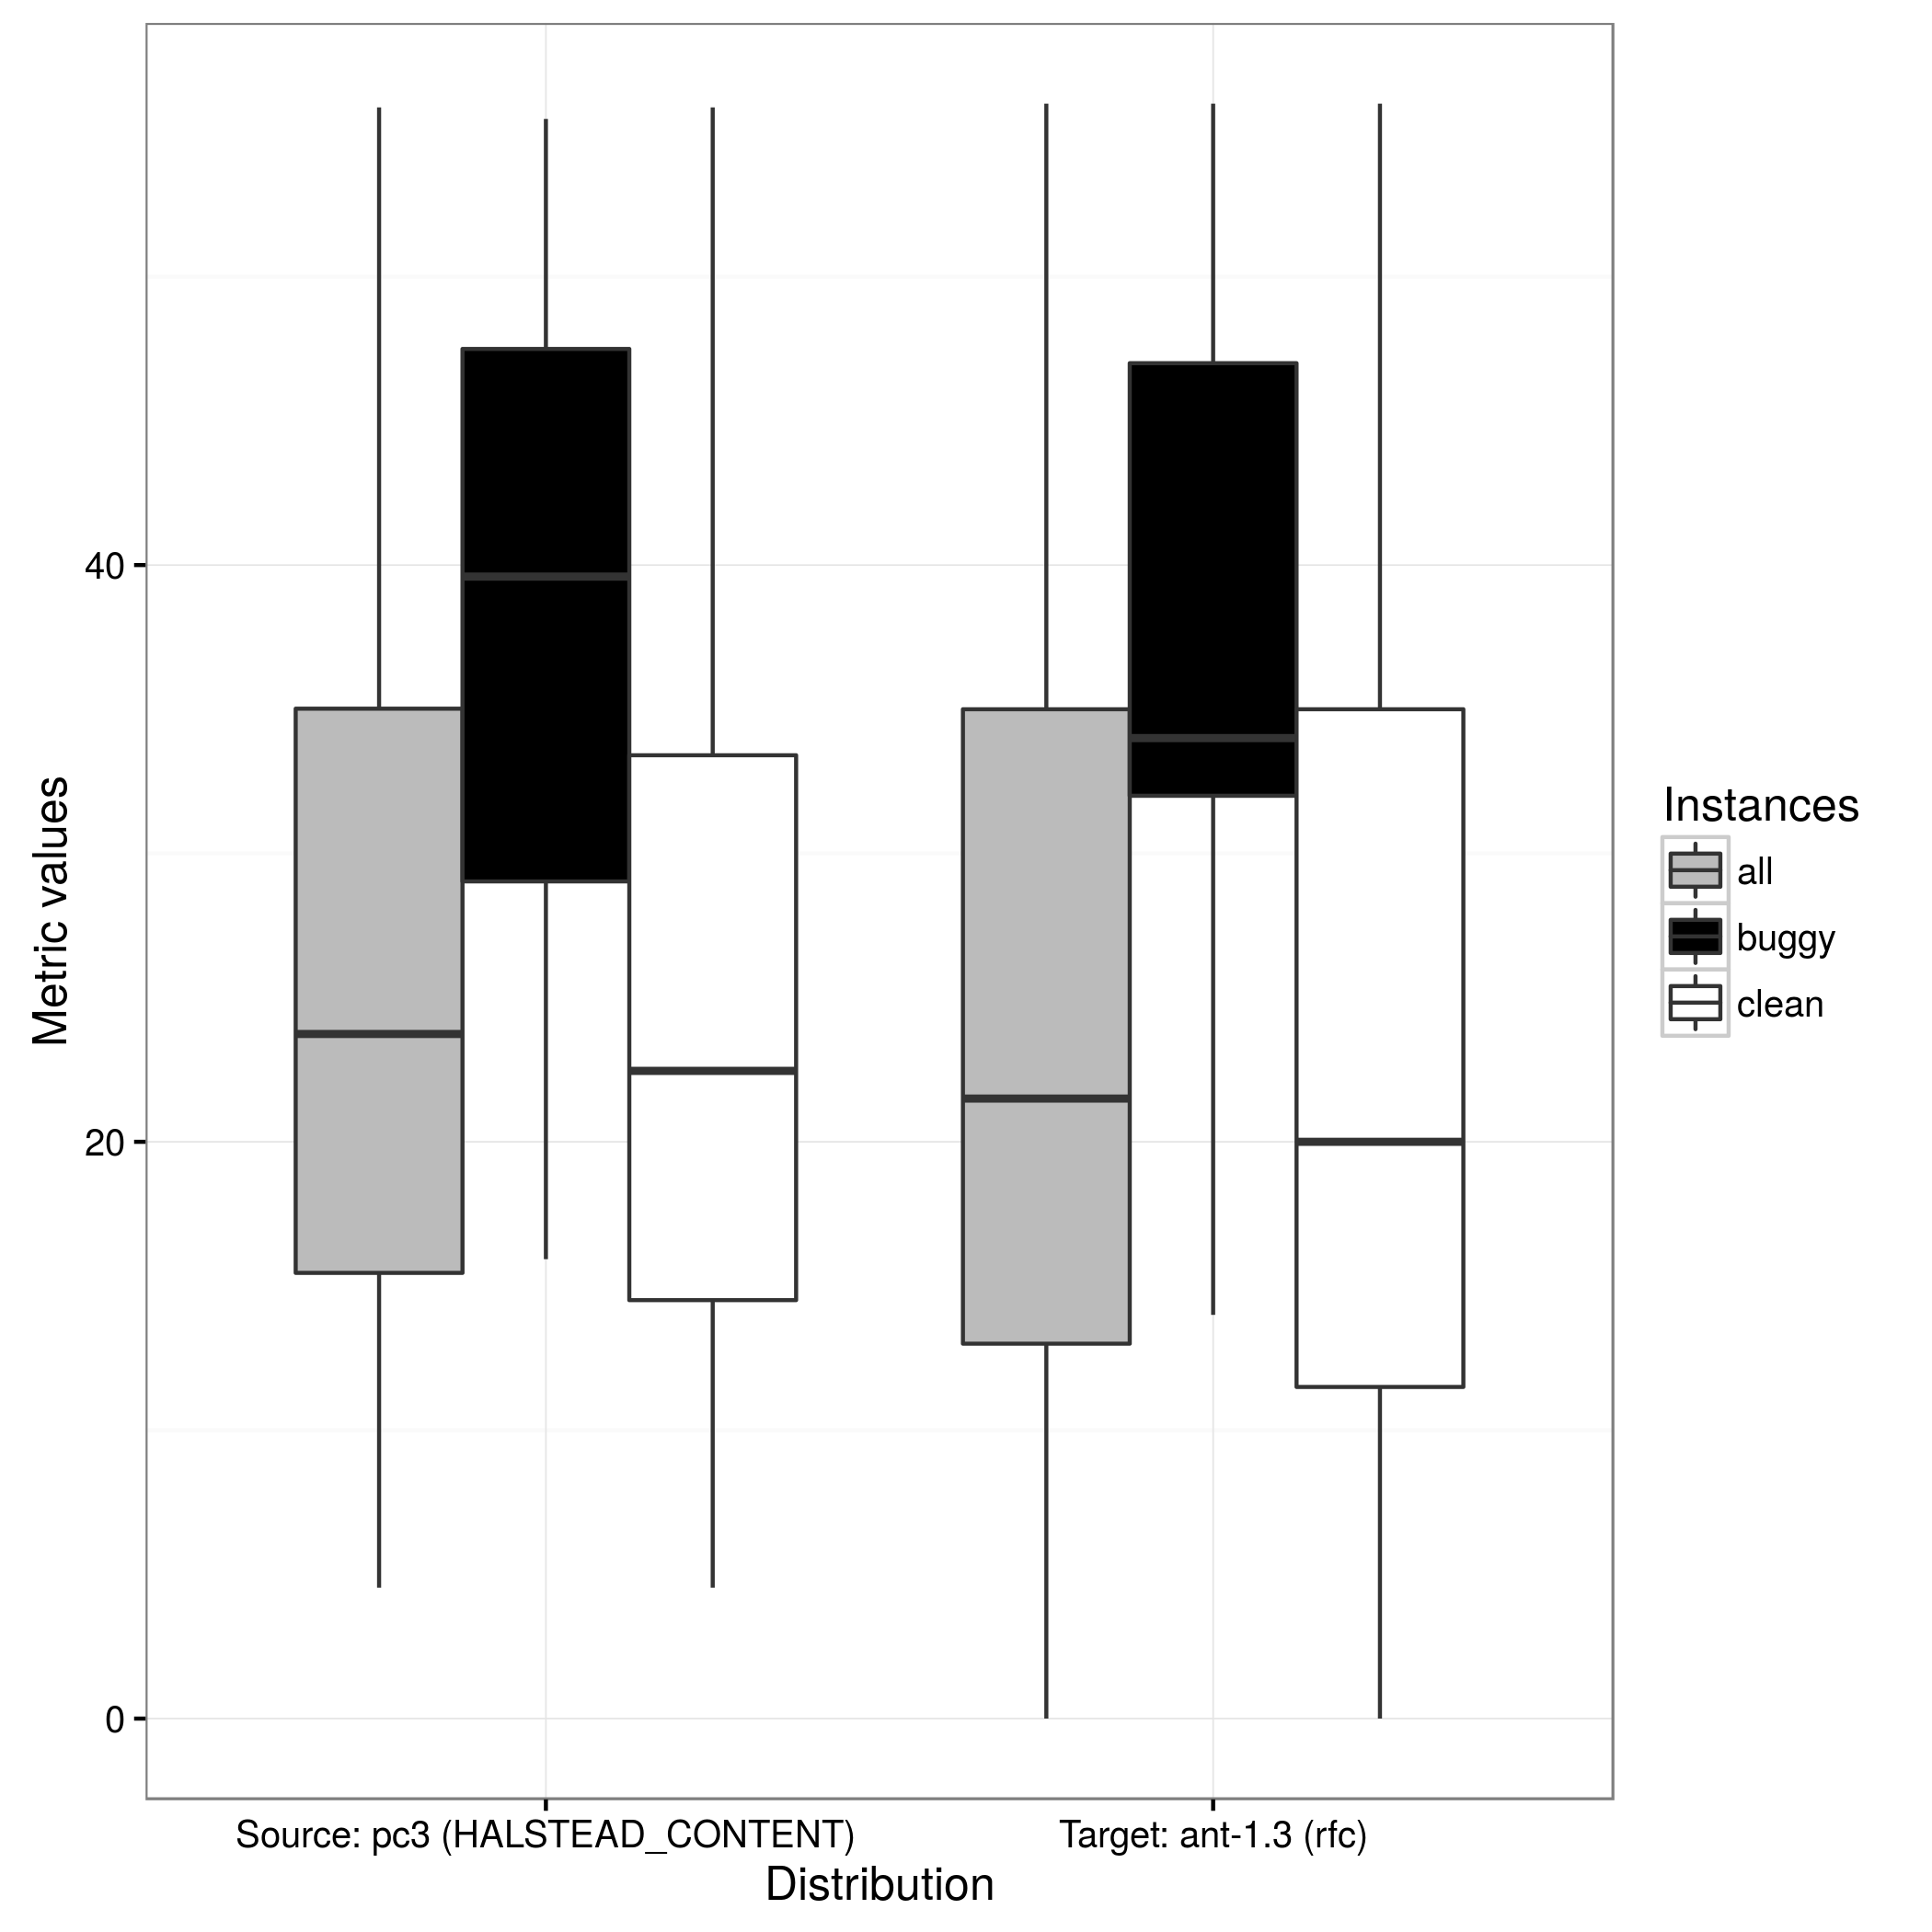 Metric values
40
20
0
Source: pc3 (HALSTEAD_CONTENT)
Target: ant-1.3 (rfc)
Distribution
Instances
all
buggy
clean